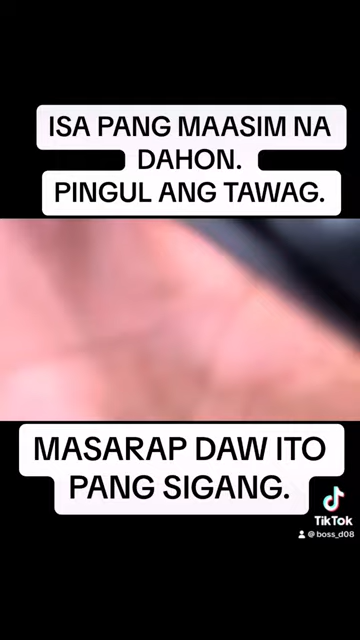 ISA PANG MAASIM NA
DAHON.
PINGUL ANG TAWAG.
MASARAP DAW ITO
PANG SIGANG.
TikTok
@boss_d08